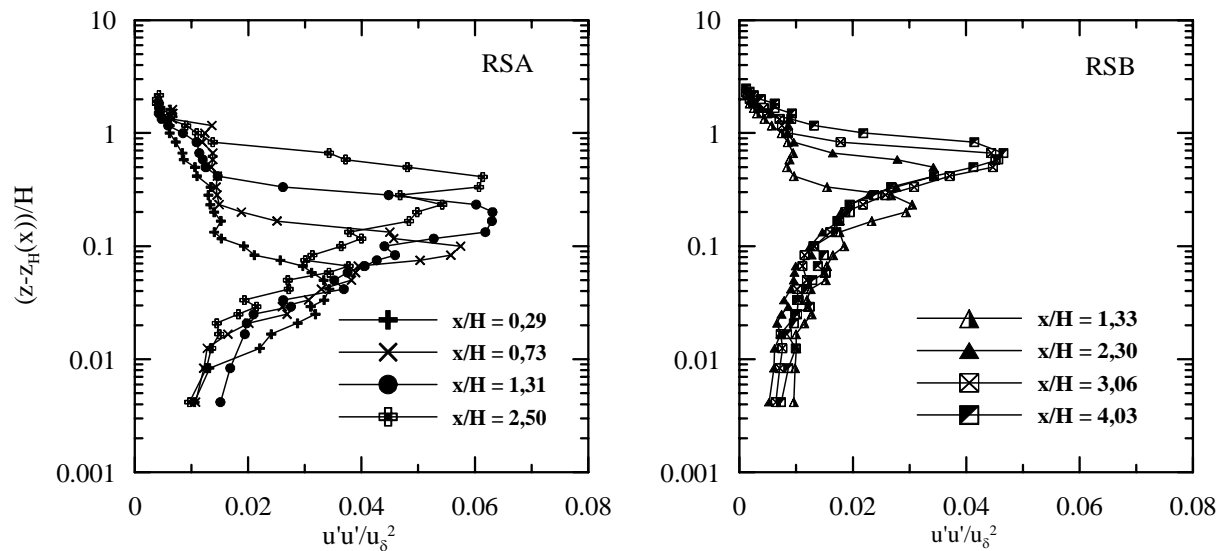 10
1
0.1
0.01
0.001
(z-z_H(x))/H
RSA
x/H = 0,29
x/H = 0,73
x/H = 1,31
x/H = 2,50
0 0.02 0.04 0.06 0.08
u'u'/u_δ²
10
1
0.1
0.01
0.001
RSB
x/H = 1,33
x/H = 2,30
x/H = 3,06
x/H = 4,03
0 0.02 0.04 0.06 0.08
u'u'/u_δ²